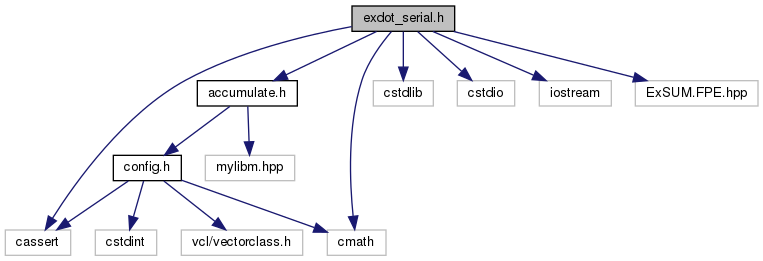 exdot_serial.h
accumulate.h
cstdlib
cstdio
iostream
ExSUM.FPE.hpp
config.h
mylibm.hpp
cassert
cstdint
vcl/vectorclass.h
cmath